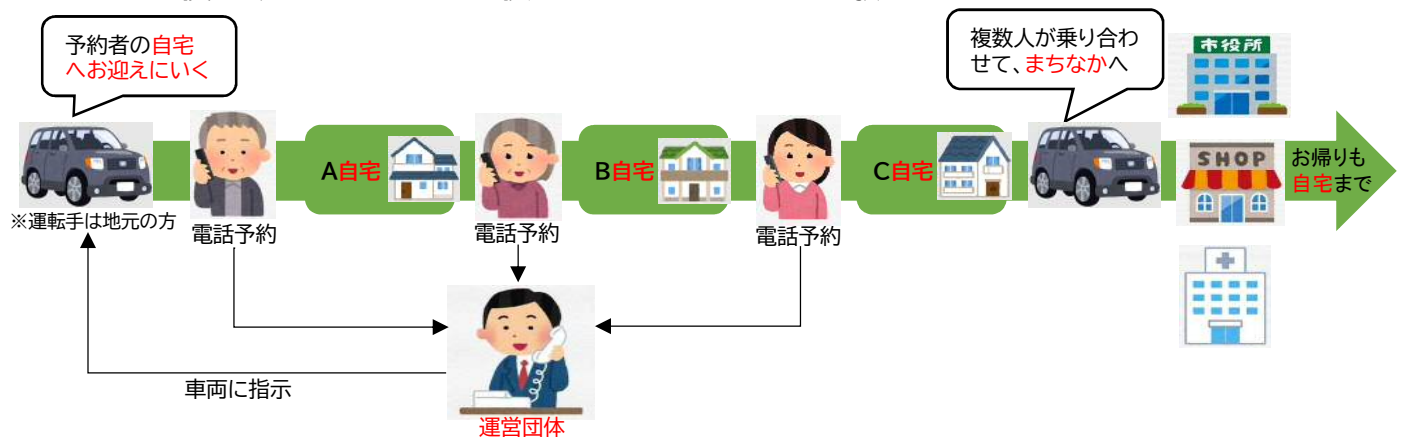 予約者の自宅
へお迎えにいく
複数人が乗り合わ
せて、まちなかへ
市役所
SHOP
A自宅
B自宅
C自宅
お帰りも
自宅まで
※運転手は地元の方
電話予約
電話予約
電話予約
車両に指示
運営団体